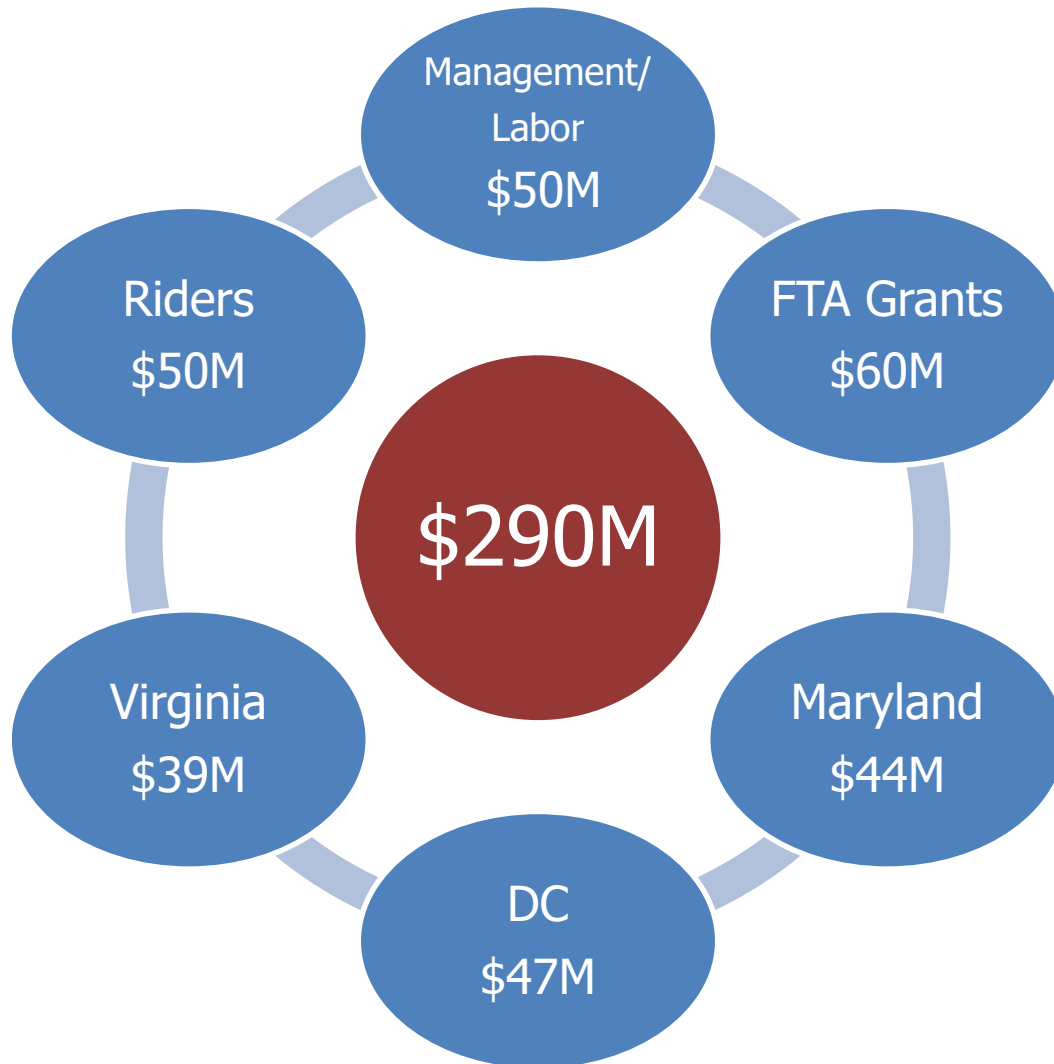 Management/
Labor
$50M
FTA Grants
$60M
Maryland
$44M
DC
$47M
Virginia
$39M
Riders
$50M
$290M